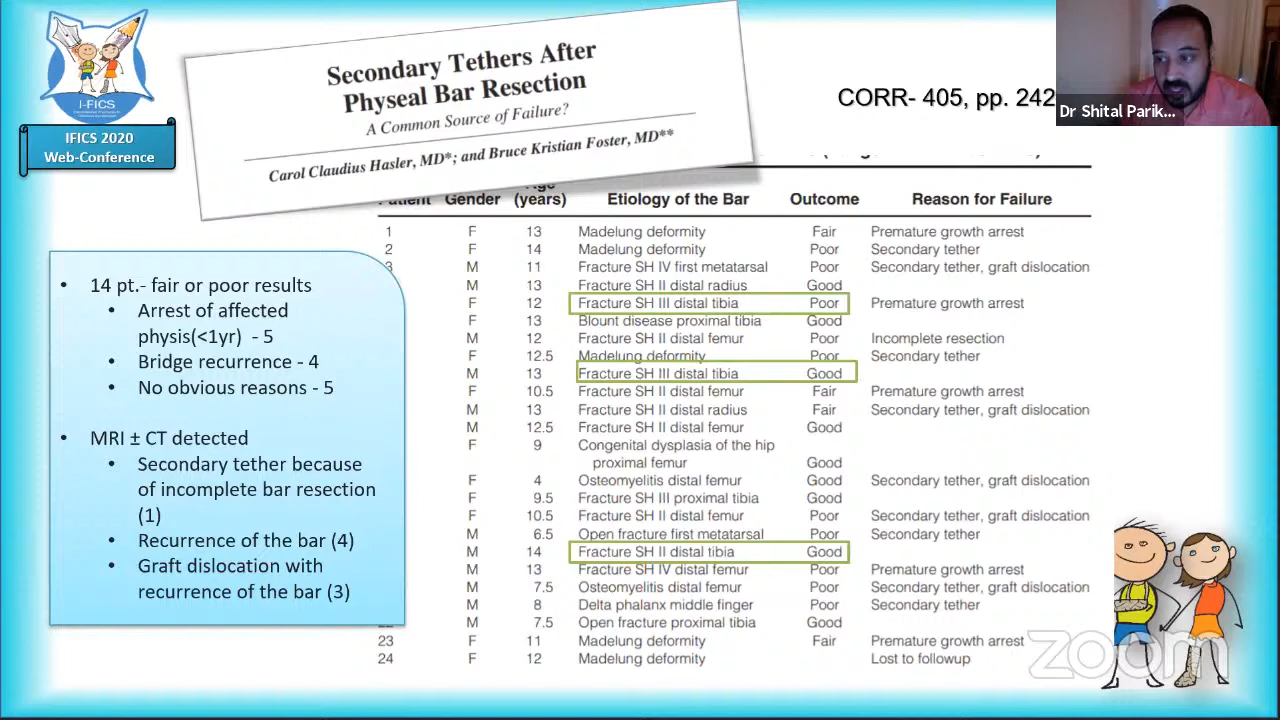 I-FICS
IFICS 2020
Web-Conference
Secondary Tethers After
Physeal Bar Resection
A Common Source of Failure?
Carol Claudius Hasler, MD*; and Bruce Kristian Foster, MD**
CORR- 405, pp. 242
Dr Shital Parik...
14 pt.- fair or poor results
Arrest of affected
physis(<1yr) - 5
Bridge recurrence - 4
No obvious reasons - 5
MRI ± CT detected
Secondary tether because
of incomplete bar resection
(1)
Recurrence of the bar (4)
Graft dislocation with
recurrence of the bar (3)
Patient Gender Age (years) Etiology of the Bar Outcome Reason for Failure
1 F 13 Madelung deformity Fair Premature growth arrest
2 F 14 Madelung deformity Poor Secondary tether
3 M 11 Fracture SH IV first metatarsal Poor Secondary tether, graft dislocation
M 13 Fracture SH II distal radius Good
F 12 Fracture SH III distal tibia Poor Premature growth arrest
F 13 Blount disease proximal tibia Good
M 12 Fracture SH II distal femur Poor Incomplete resection
F 12.5 Madelung deformity Poor Secondary tether
M 13 Fracture SH III distal tibia Good
F 10.5 Fracture SH II distal femur Fair Premature growth arrest
M 13 Fracture SH II distal radius Fair Secondary tether, graft dislocation
M 12.5 Fracture SH II distal femur Good
F 9 Congenital dysplasia of the hip
proximal femur Good
F 4 Osteomyelitis distal femur Good Secondary tether, graft dislocation
F 9.5 Fracture SH III proximal tibia Good
F 10.5 Fracture SH II distal femur Poor Secondary tether, graft dislocation
M 6.5 Open fracture first metatarsal Poor Secondary tether
M 14 Fracture SH II distal tibia Good
M 13 Fracture SH IV distal femur Poor Premature growth arrest
M 7.5 Osteomyelitis distal femur Poor Secondary tether, graft dislocation
M 8 Delta phalanx middle finger Poor Secondary tether
M 7.5 Open fracture proximal tibia Good
23 F 11 Madelung deformity Fair Premature growth arrest
24 F 12 Madelung deformity Lost to followup
zoom